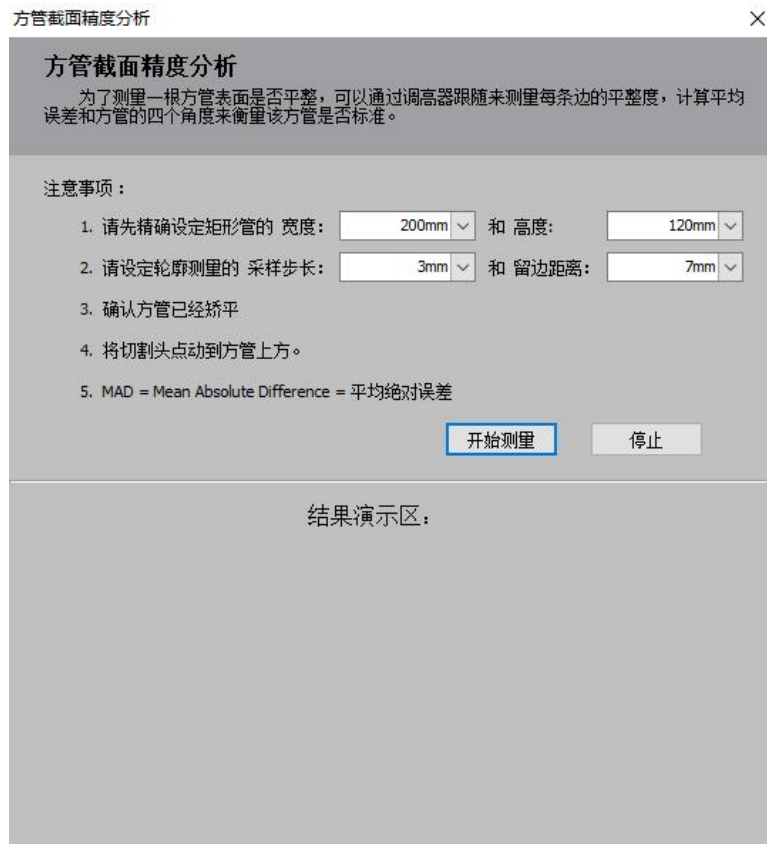 方管截面精度分析
方管截面精度分析
为了测量一根方管表面是否平整，可以通过调高器跟随来测量每条边的平整度，计算平均
误差和方管的四个角度来衡量该方管是否标准。
注意事项：
1. 请先精确设定矩形管的 宽度： 200mm 和 高度: 120mm
2. 请设定轮廓测量的 采样步长： 3mm 和 留边距离： 7mm
3. 确认方管已经矫平
4. 将切割头点动到方管上方。
5. MAD = Mean Absolute Difference = 平均绝对误差
开始测量 停止
结果演示区：